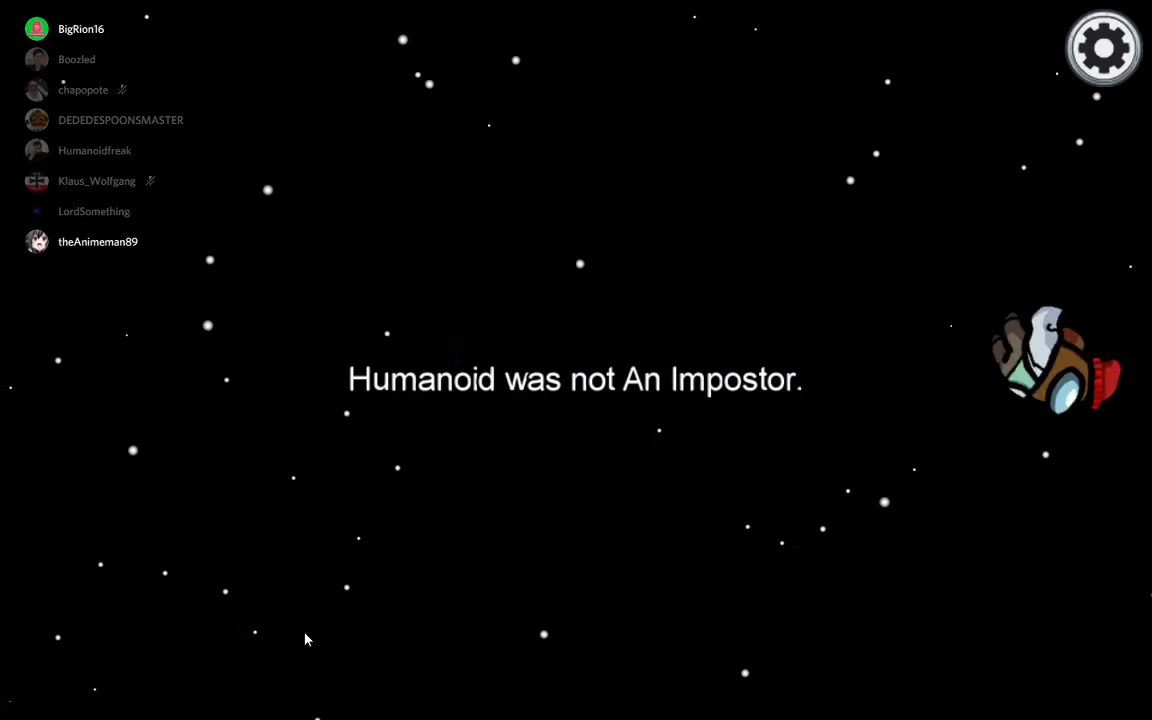 BigRion16
Boozled
chapopote
DEDEDESPOONSMASTER
Humanoidfreak
Klaus_Wolfgang
LordSomething
theAnimeman89
Humanoid was not An Impostor.